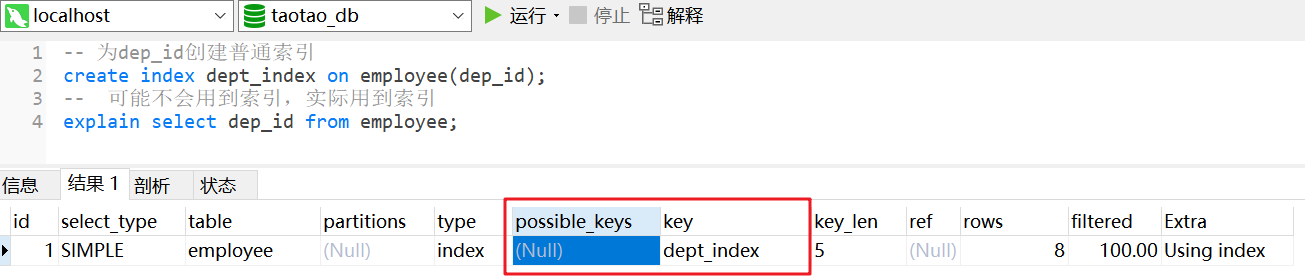 localhost taotao_db 运行 停止 解释
1 -- 为dep_id创建普通索引
2 create index dept_index on employee(dep_id);
3 --  可能不会用到索引，实际用到索引
4 explain select dep_id from employee;
信息 结果 1 剖析 状态
id select_type table partitions type possible_keys key key_len ref rows filtered Extra
1 SIMPLE employee (Null) index (Null) dept_index 5 (Null) 8 100.00 Using index